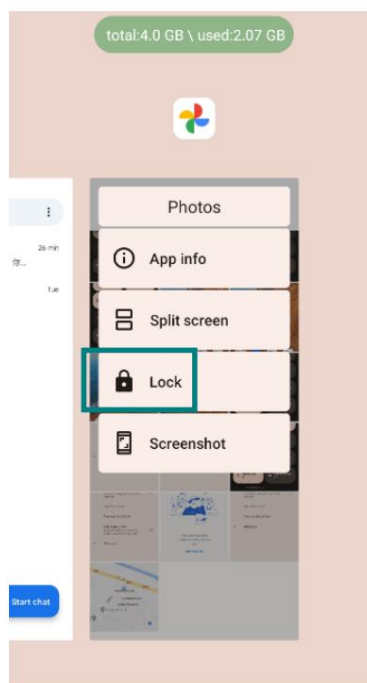 total:4.0 GB \ used:2.07 GB
Photos
26 min
你...
Tue
App info
Split screen
Lock
Screenshot
Start chat